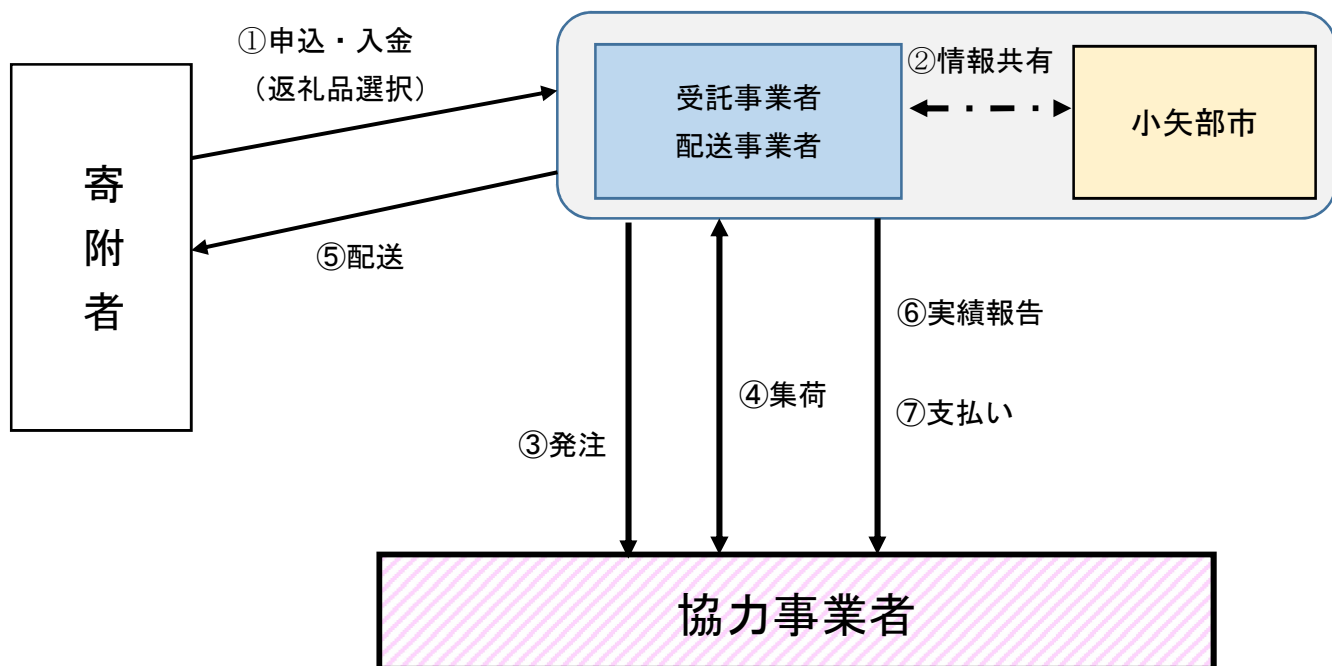 ①申込・入金
(返礼品選択)
受託事業者
配送事業者
②情報共有
小矢部市
寄附者
⑤配送
③発注
④集荷
⑥実績報告
⑦支払い
協力事業者